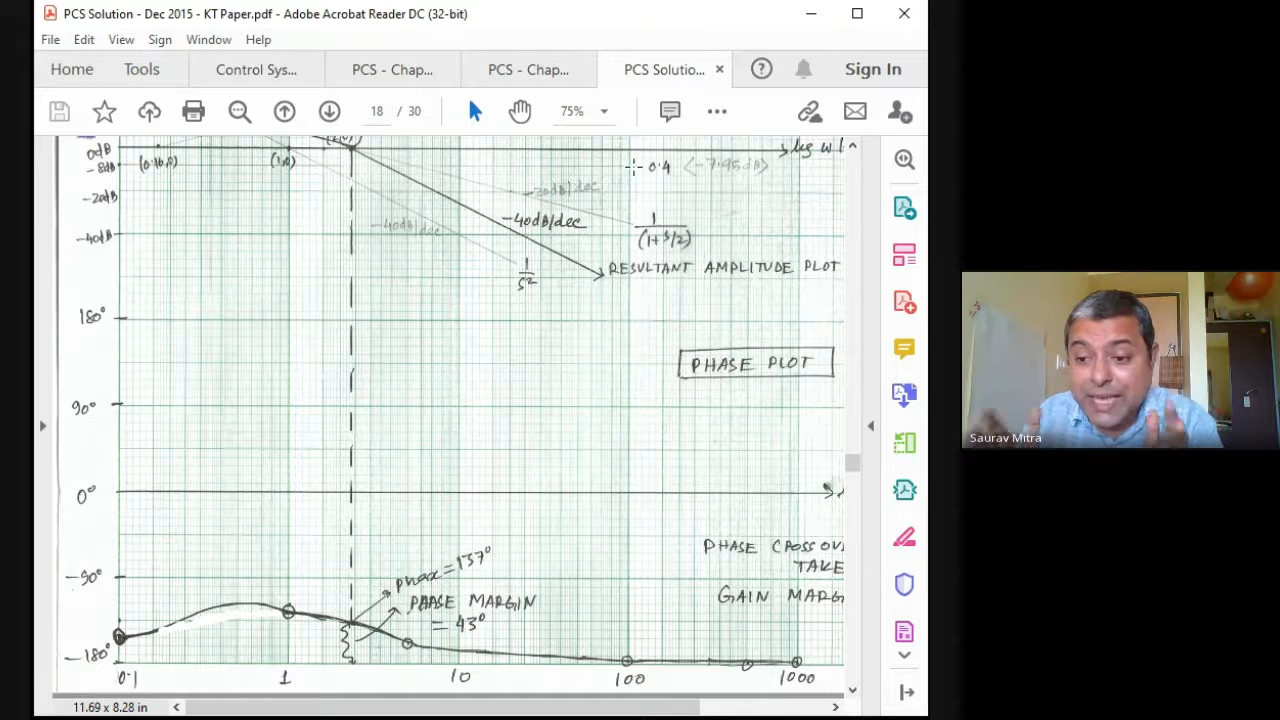 PCS Solution - Dec 2015 - KT Paper.pdf - Adobe Acrobat Reader DC (32-bit)
File Edit View Sign Window Help
Home Tools Control Sys... PCS - Chap... PCS - Chap... PCS Solutio... × Sign In
18 / 30 75%
0dB
-8dB
-20dB
-40dB
(0.16,0)
(1,0)
(2,0)
log w
0.4 (-7.95dB)
-20dB/dec
-40dB/dec
-40dB/dec
1/(1+s/2)
1/s²
RESULTANT AMPLITUDE PLOT
180°
PHASE PLOT
90°
0°
PHASE CROSS OV
TAKE
-90°
phase=137°
GAIN MARG
PHASE MARGIN
= 43°
-180°
0.1 1 10 100 1000
11.69 x 8.28 in
Saurav Mitra